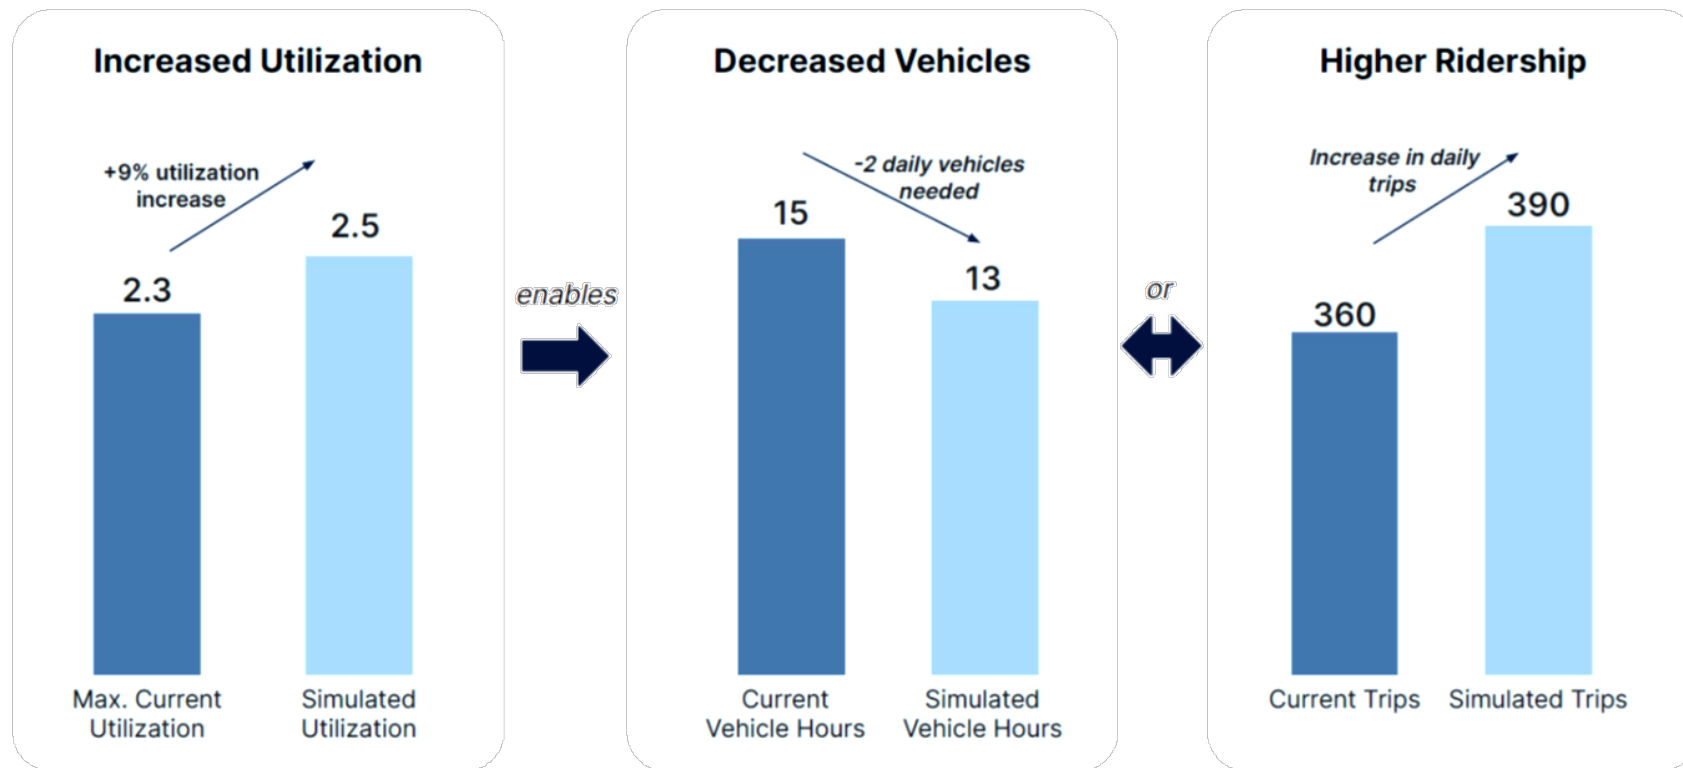 Increased Utilization
+9% utilization
increase
2.3
2.5
Max. Current
Utilization
Simulated
Utilization
enables
Decreased Vehicles
-2 daily vehicles
needed
15
13
Current
Vehicle Hours
Simulated
Vehicle Hours
or
Higher Ridership
Increase in daily
trips
360
390
Current Trips
Simulated Trips